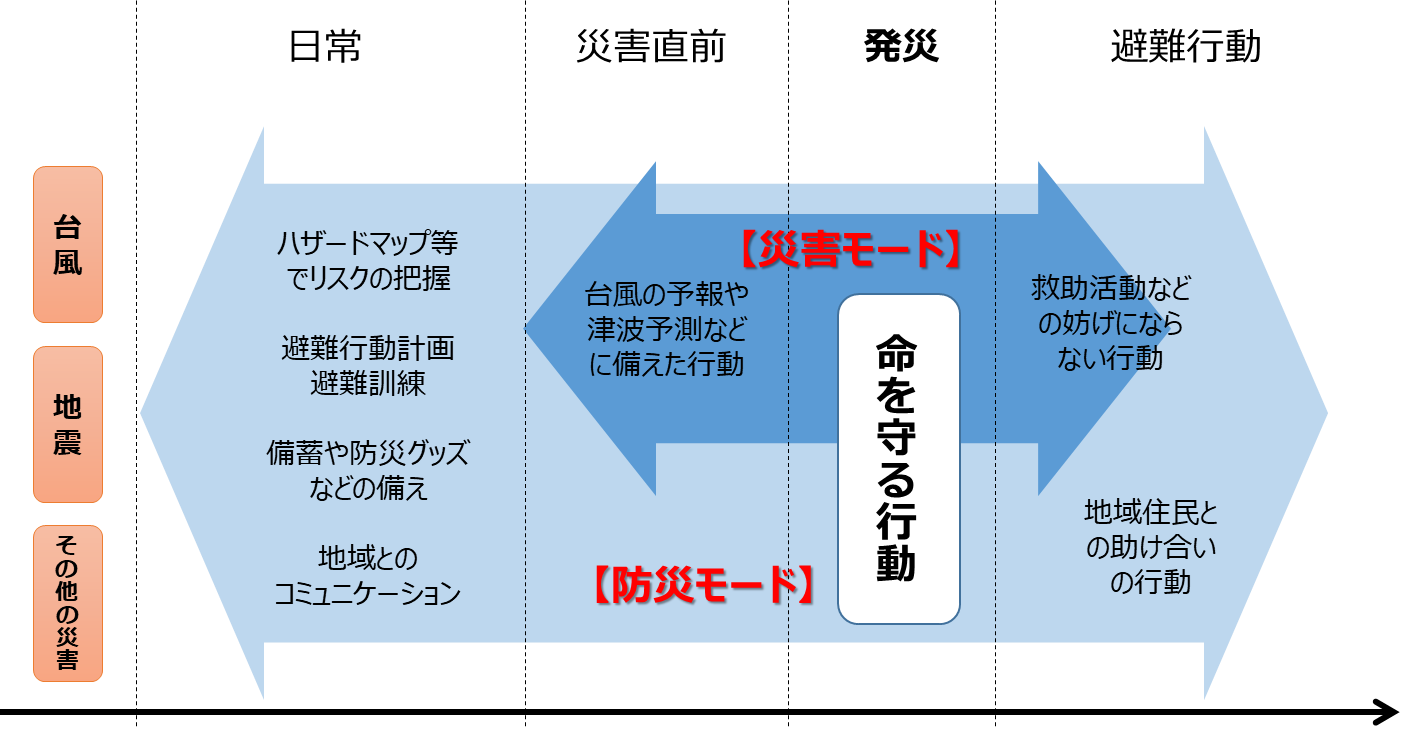 日常
災害直前
発災
避難行動
台風
地震
その他の災害
ハザードマップ等
でリスクの把握
避難行動計画
避難訓練
備蓄や防災グッズ
などの備え
地域との
コミュニケーション
【災害モード】
台風の予報や
津波予測など
に備えた行動
命を守る行動
救助活動など
の妨げになら
ない行動
【防災モード】
地域住民と
の助け合い
の行動